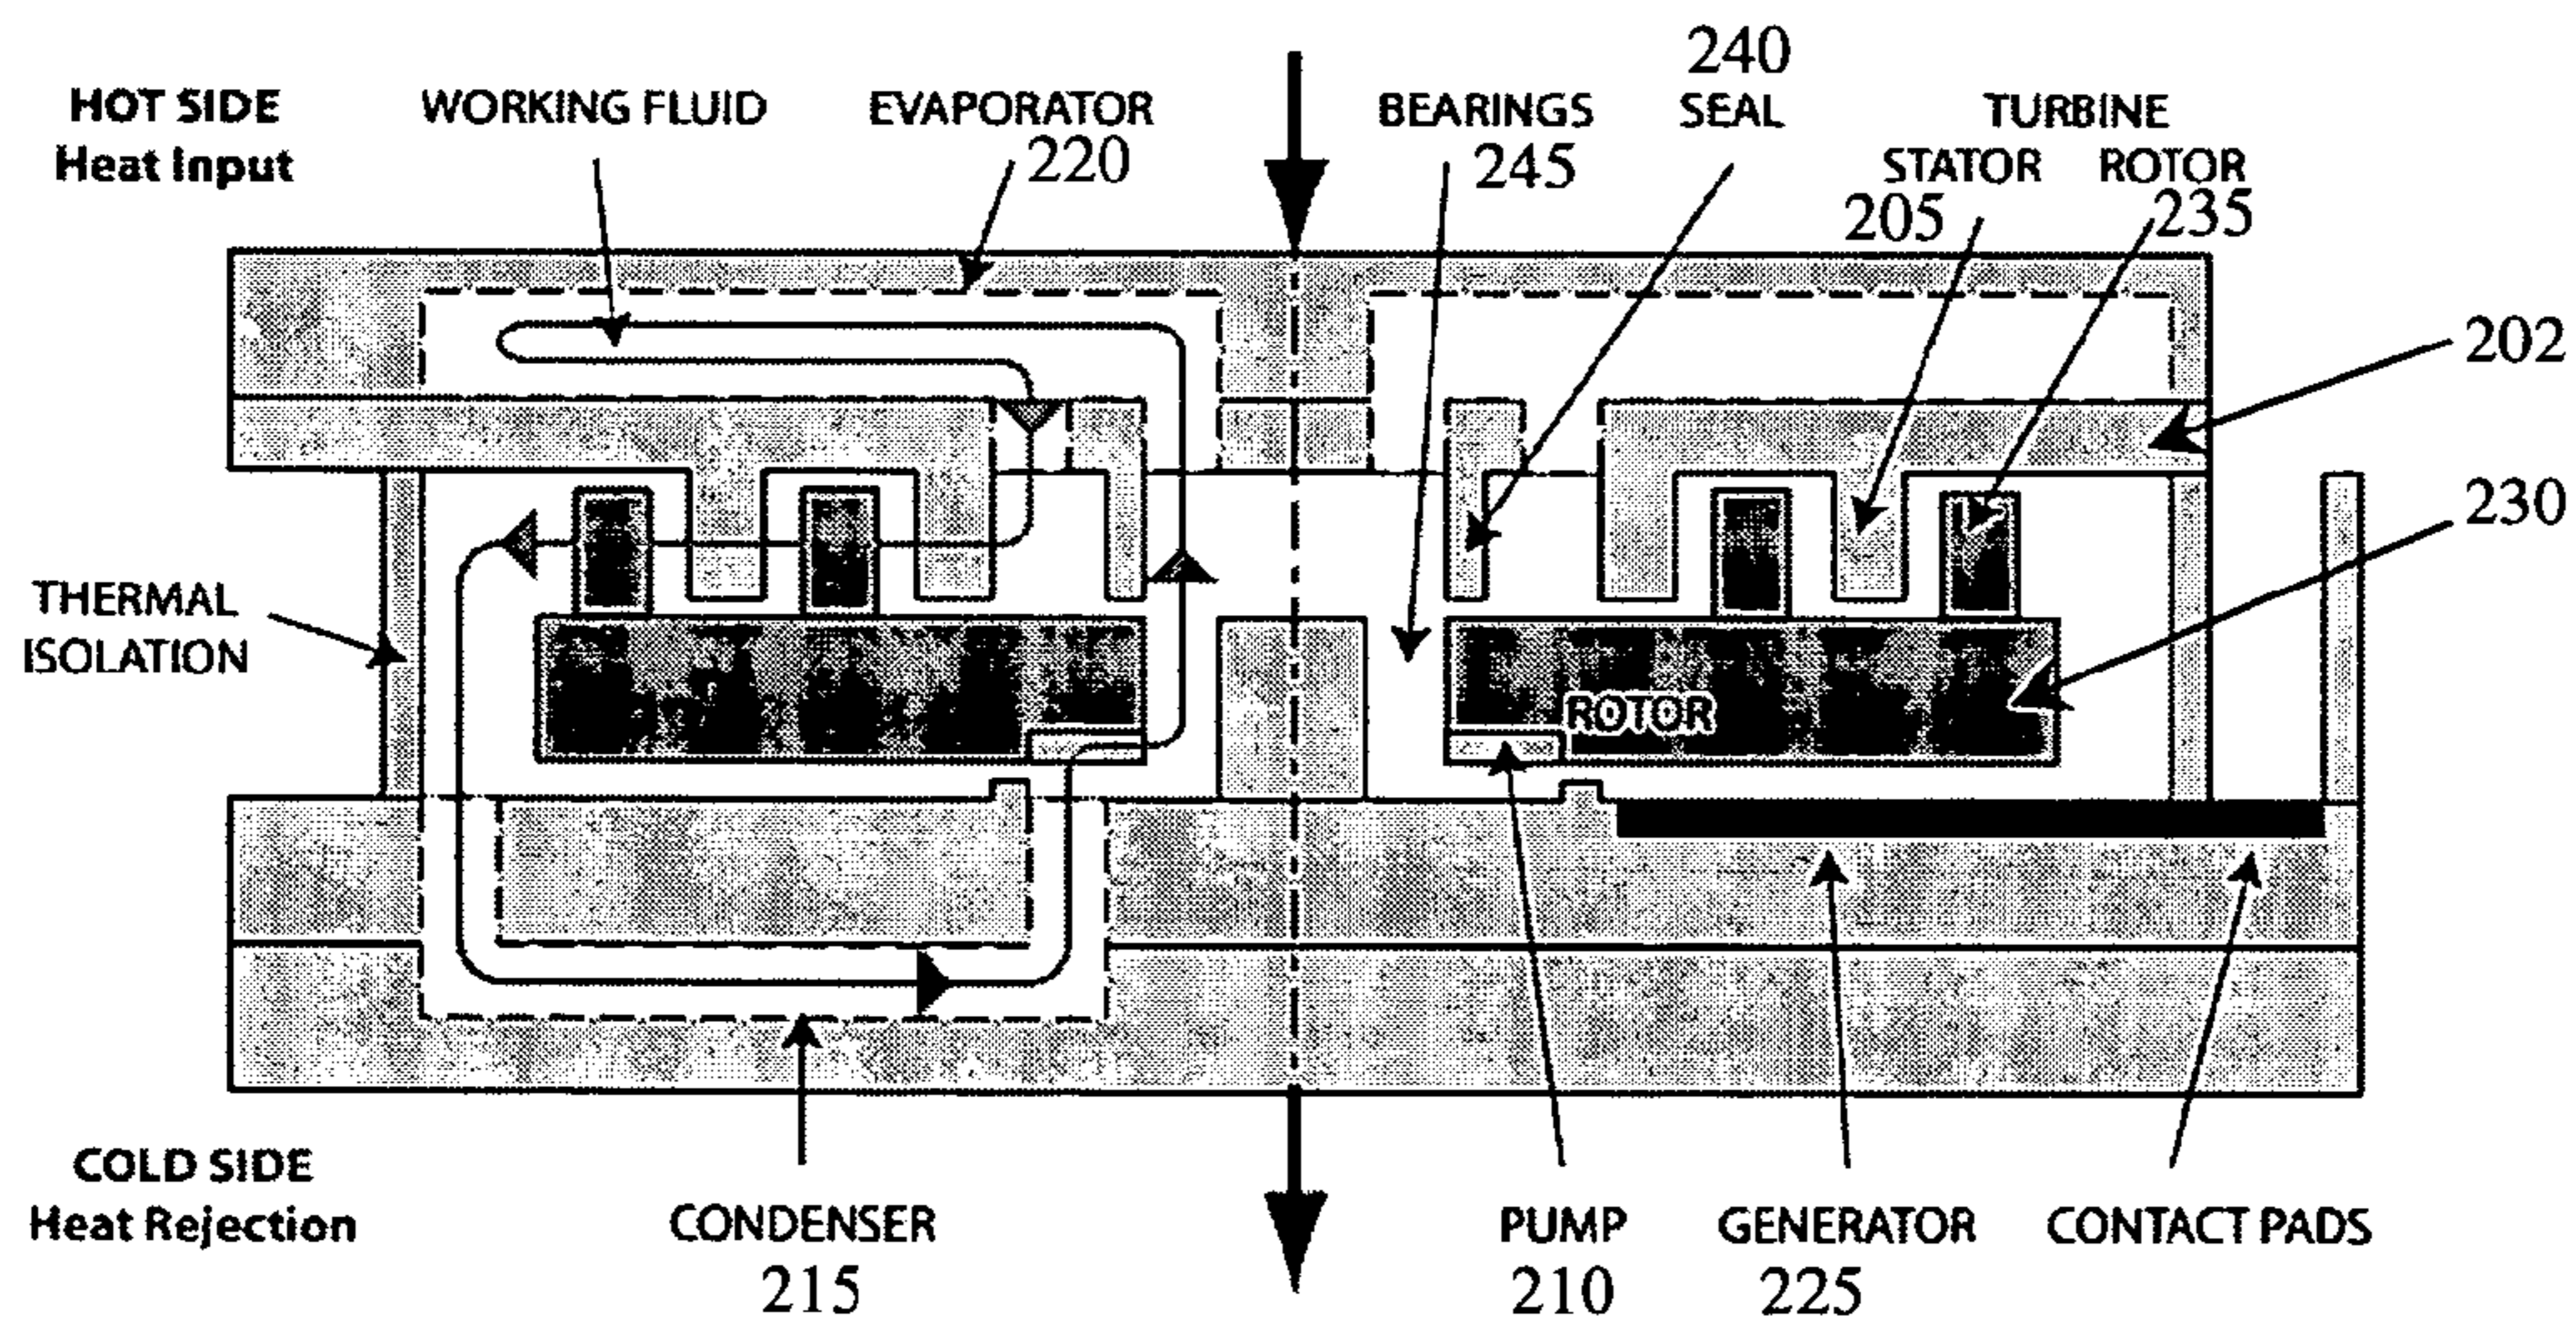 HOT SIDE
Heat Input
WORKING FLUID
EVAPORATOR
220
BEARINGS
245
240
SEAL
TURBINE
STATOR ROTOR
205 235
202
230
THERMAL
ISOLATION
ROTOR
COLD SIDE
Heat Rejection
CONDENSER
215
PUMP
210
GENERATOR
225
CONTACT PADS